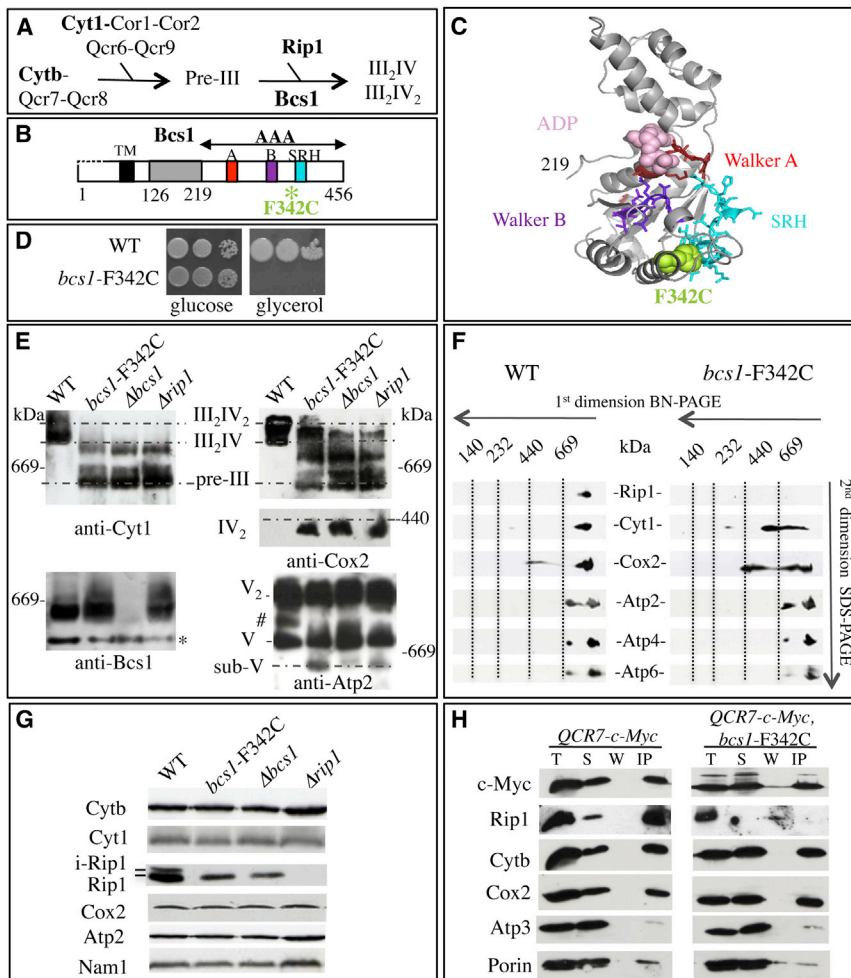 A
Cyt1-Cor1-Cor2
Qcr6-Qcr9
Rip1
Cytb-
Qcr7-Qcr8
Pre-III
Bcs1
III2IV
III2IV2
B
Bcs1
AAA
TM
A
B
SRH
1
126
219
456
*
F342C
C
ADP
219
Walker A
Walker B
SRH
F342C
D
WT
bcs1-F342C
glucose
glycerol
E
WT
bcs1-F342C
Δbcs1
Δrip1
kDa
669-
III2IV2
III2IV
pre-III
anti-Cyt1
WT
bcs1-F342C
Δbcs1
Δrip1
kDa
-669
-440
IV2
anti-Cox2
669-
*
anti-Bcs1
V2
#
V
sub-V
-669
anti-Atp2
F
WT
bcs1-F342C
1st dimension BN-PAGE
140
232
440
669
kDa
140
232
440
669
-Rip1-
-Cyt1-
-Cox2-
-Atp2-
-Atp4-
-Atp6-
2nd dimension SDS-PAGE
G
WT
bcs1-F342C
Δbcs1
Δrip1
Cytb
Cyt1
i-Rip1
Rip1
Cox2
Atp2
Nam1
H
QCR7-c-Myc
QCR7-c-Myc,
bcs1-F342C
T S W IP
T S W IP
c-Myc
Rip1
Cytb
Cox2
Atp3
Porin